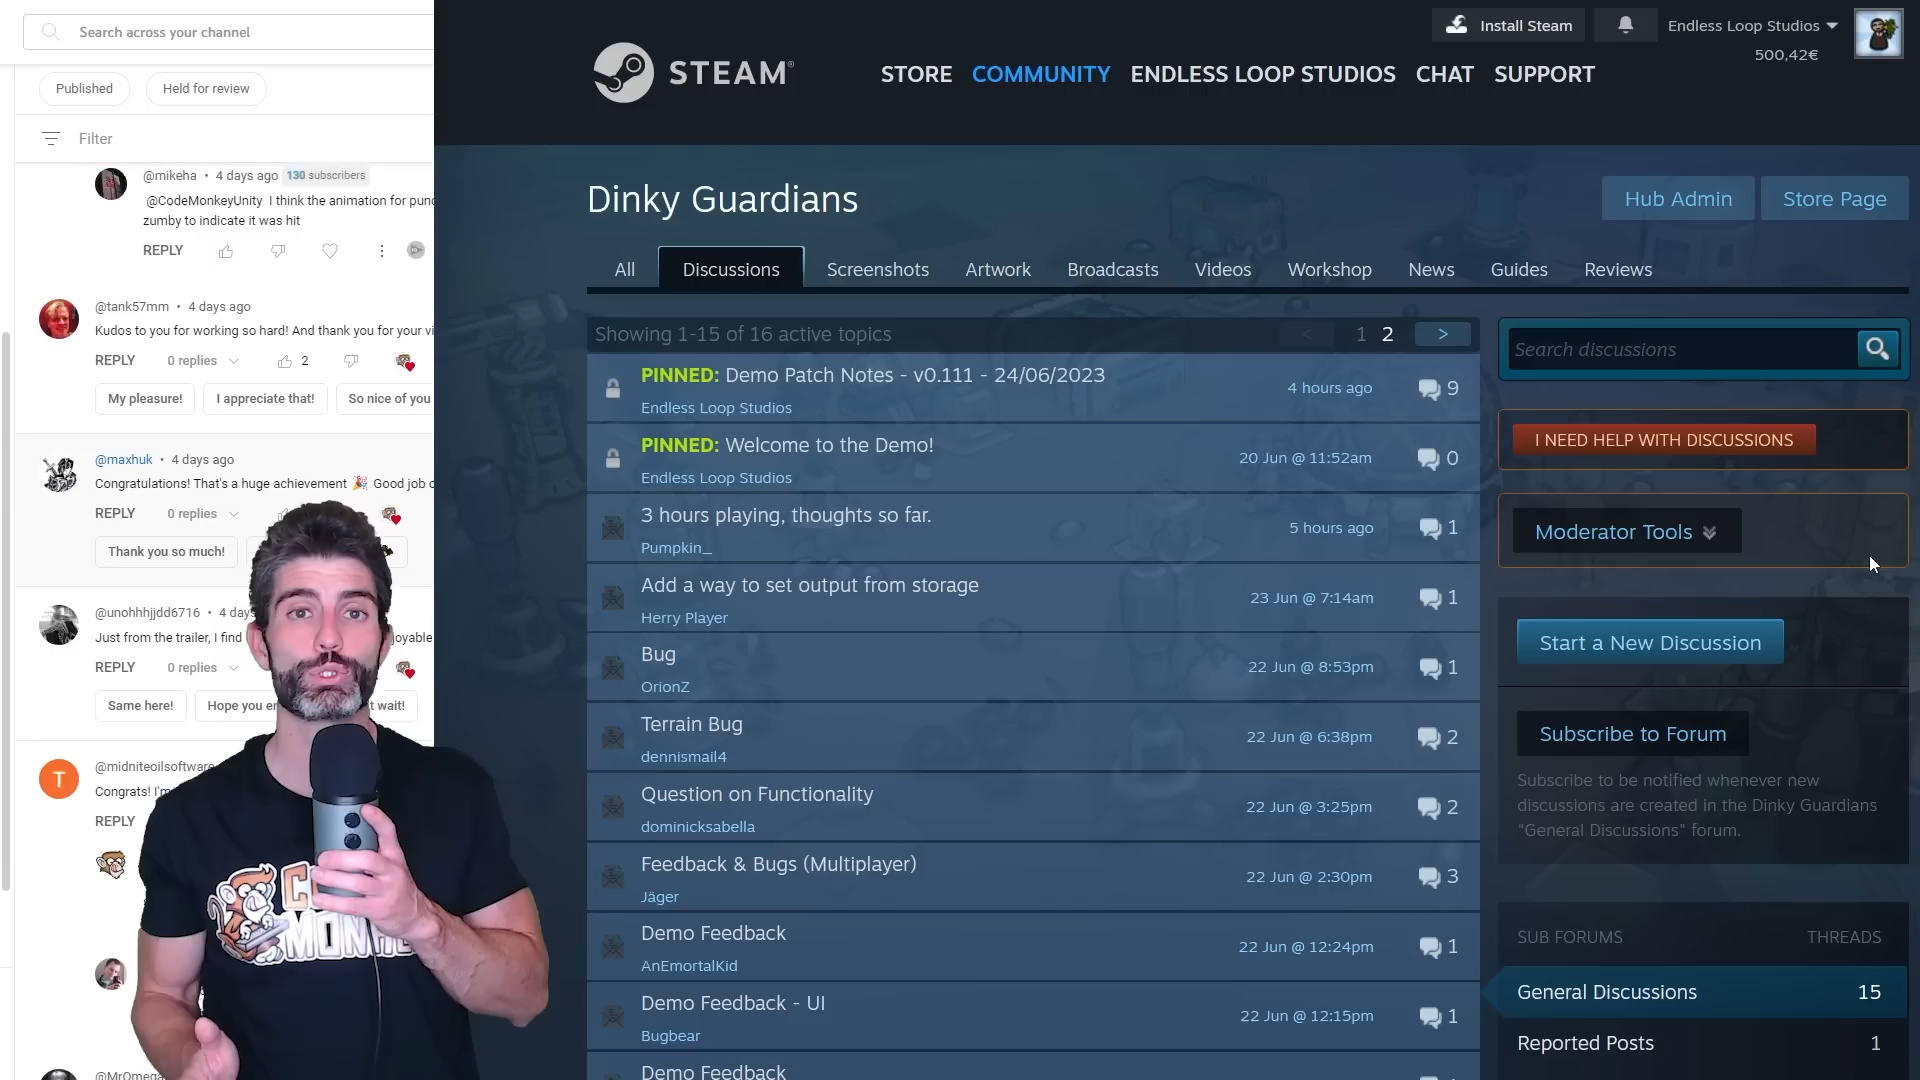 Search across your channel
Published
Held for review
Filter
@mikeha • 4 days ago 130 subscribers
@CodeMonkeyUnity I think the animation for
zumby to indicate it was hit
REPLY
@tank57mm • 4 days ago
Kudos to you for working so hard! And thank you for your
REPLY 0 replies 2
My pleasure!
I appreciate that!
So nice of you
@maxhuk • 4 days ago
Congratulations! That's a huge achievement 🎉 Good job
REPLY 0 replies
Thank you so much!
@unohhhjjdd6716 • 4
Just from the trailer, I find
REPLY 0 replies
Same here!
Hope you
t wait!
T
@midniteoilsoftware
Congrats!
REPLY
@MrOmega
Install Steam
Endless Loop Studios
500,42€
STEAM®
STORE COMMUNITY ENDLESS LOOP STUDIOS CHAT SUPPORT
Dinky Guardians
Hub Admin
Store Page
All Discussions Screenshots Artwork Broadcasts Videos Workshop News Guides Reviews
Showing 1-15 of 16 active topics < 1 2 >
PINNED: Demo Patch Notes - v0.111 - 24/06/2023
Endless Loop Studios
4 hours ago 9
PINNED: Welcome to the Demo!
Endless Loop Studios
20 Jun @ 11:52am 0
3 hours playing, thoughts so far.
Pumpkin_
5 hours ago 1
Add a way to set output from storage
Herry Player
23 Jun @ 7:14am 1
Bug
OrionZ
22 Jun @ 8:53pm 1
Terrain Bug
dennismail4
22 Jun @ 6:38pm 2
Question on Functionality
dominicksabella
22 Jun @ 3:25pm 2
Feedback & Bugs (Multiplayer)
Jäger
22 Jun @ 2:30pm 3
Demo Feedback
AnEmortalKid
22 Jun @ 12:24pm 1
Demo Feedback - UI
Bugbear
22 Jun @ 12:15pm 1
Demo Feedback
Search discussions
I NEED HELP WITH DISCUSSIONS
Moderator Tools
Start a New Discussion
Subscribe to Forum
Subscribe to be notified whenever new
discussions are created in the Dinky Guardians
"General Discussions" forum.
SUB FORUMS THREADS
General Discussions 15
Reported Posts 1